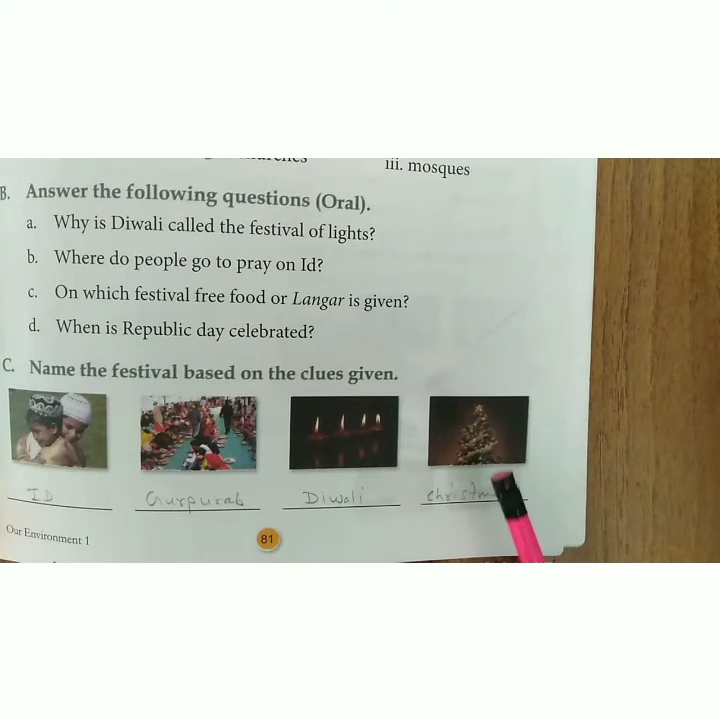 iii. mosques
B. Answer the following questions (Oral).
a. Why is Diwali called the festival of lights?
b. Where do people go to pray on Id?
c. On which festival free food or Langar is given?
d. When is Republic day celebrated?
C. Name the festival based on the clues given.
ID Gurpurab Diwali
Our Environment 1
81